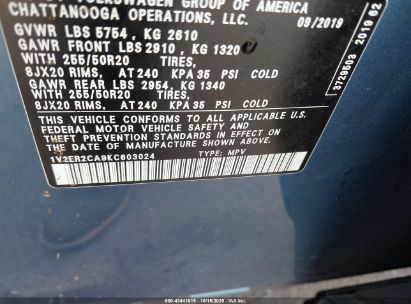 VOLKSWAGEN GROUP OF AMERICA
CHATTANOOGA OPERATIONS, LLC.
09/2019
GVWR LBS 5754 , KG 2610
GAWR FRONT LBS 2910 , KG 1320
WITH 255/50R20 TIRES,
8JX20 RIMS, AT 240 KPA 35 PSI COLD
GAWR REAR LBS 2954, KG 1340
WITH 255/50R20 TIRES,
8JX20 RIMS, AT 240 KPA 35 PSI COLD
THIS VEHICLE CONFORMS TO ALL APPLICABLE U.S.
FEDERAL MOTOR VEHICLE SAFETY AND
THEFT PREVENTION STANDARDS IN EFFECT ON
THE DATE OF MANUFACTURE SHOWN ABOVE.
1V2ER2CA9KC603024
TYPE: MPV
3729503 2019 62